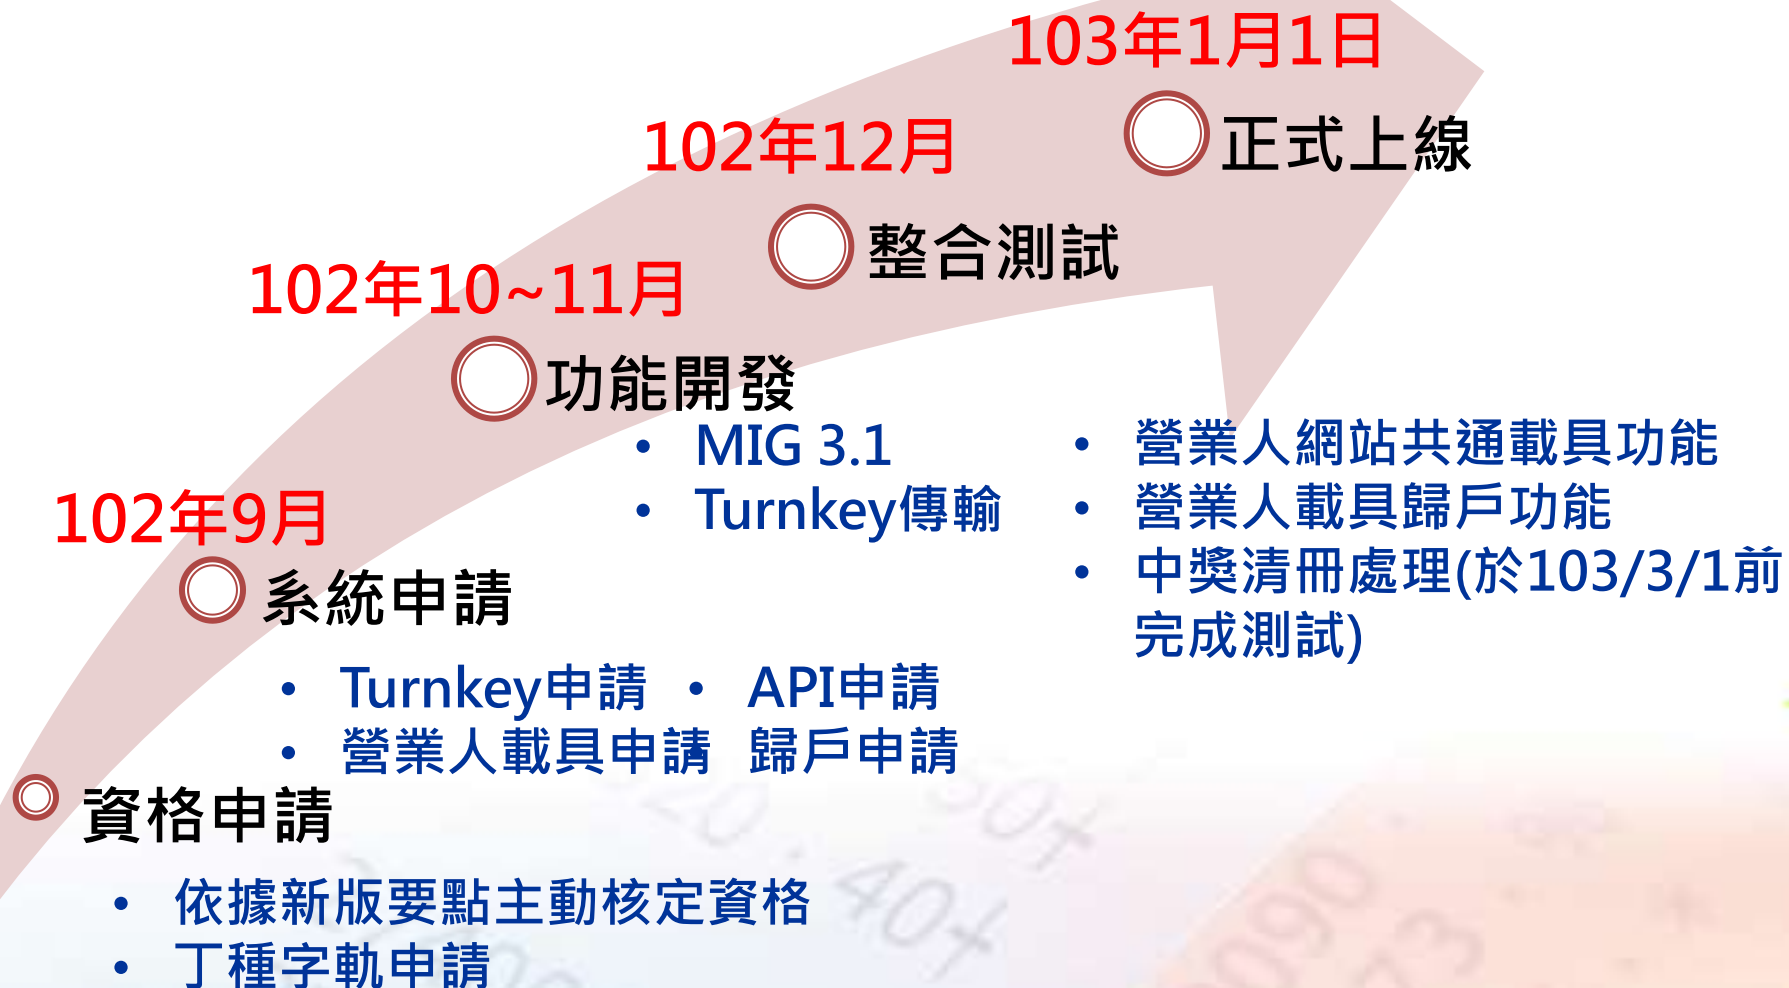 103年1月1日
正式上線
102年12月
整合測試
102年10~11月
功能開發
• MIG 3.1
• Turnkey傳輸
• 營業人網站共通載具功能
• 營業人載具歸戶功能
• 中獎清冊處理(於103/3/1前
完成測試)
102年9月
系統申請
• Turnkey申請
• 營業人載具申請
• API申請
• 歸戶申請
資格申請
• 依據新版要點主動核定資格
• 丁種字軌申請